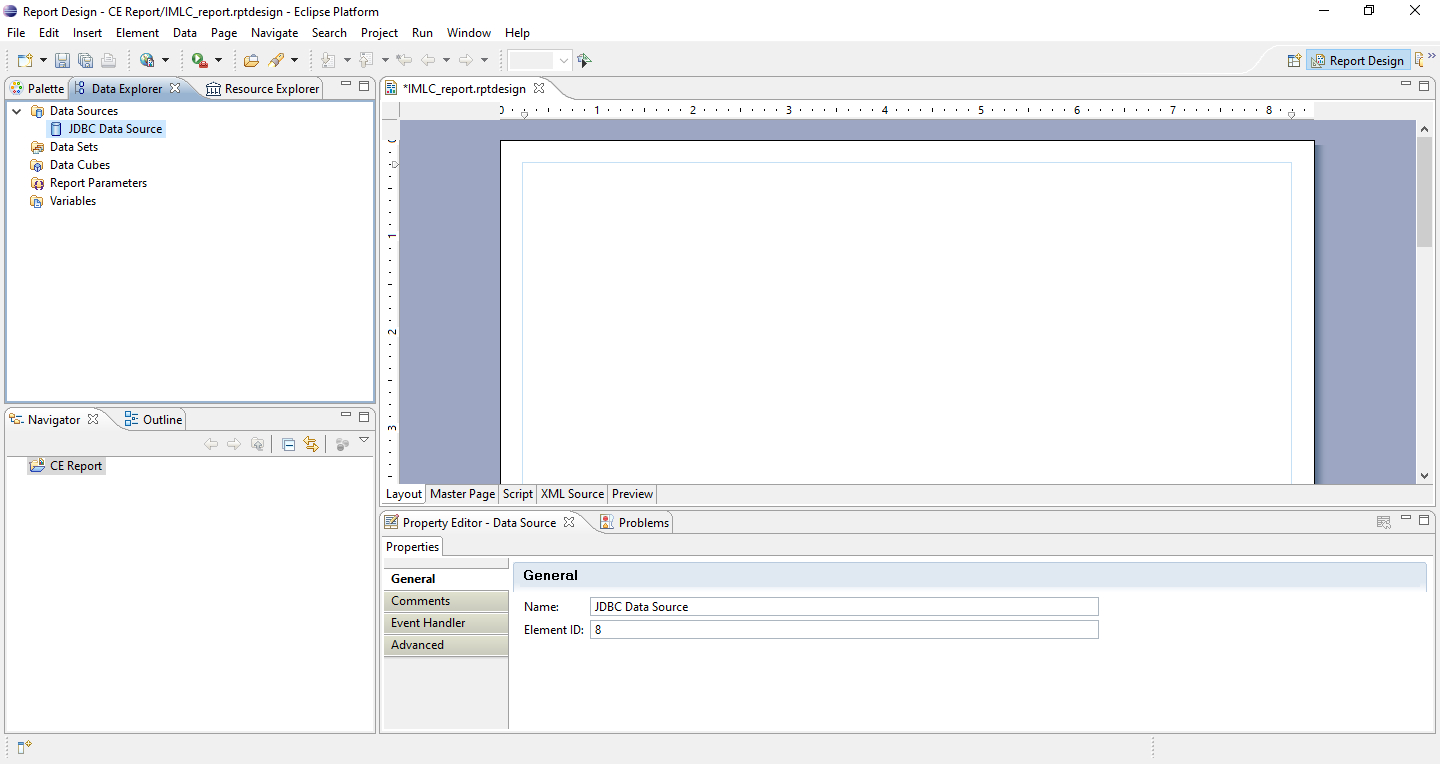 Report Design - CE Report/IMLC_report.rptdesign - Eclipse Platform
File Edit Insert Element Data Page Navigate Search Project Run Window Help
Report Design
Palette Data Explorer Resource Explorer
Data Sources
JDBC Data Source
Data Sets
Data Cubes
Report Parameters
Variables
Navigator Outline
CE Report
*IMLC_report.rptdesign
0 1 2 3 4 5 6 7 8
0
1
2
3
Layout Master Page Script XML Source Preview
Property Editor - Data Source Problems
Properties
General
Comments
Event Handler
Advanced
General
Name: JDBC Data Source
Element ID: 8